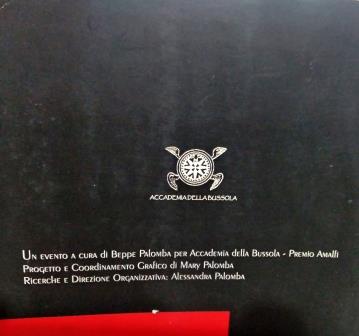 ACCADEMIA DELLA BUSSOLA
Un evento a cura di Beppe Palomba per Accademia della Bussola - Premio Amalfi
Progetto e Coordinamento Grafico di Mary Palomba
Ricerche e Direzione Organizzativa: Alessandra Palomba